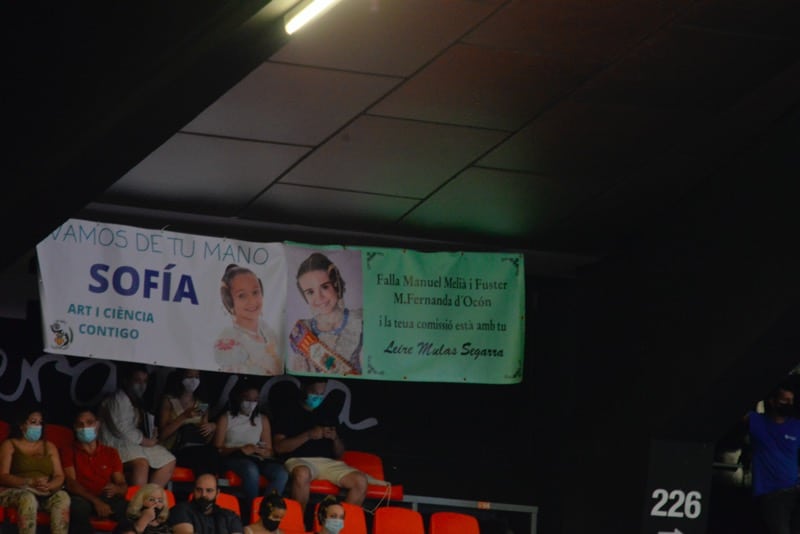 VAMOS DE TU MANO
SOFÍA
ART I CIÈNCIA
CONTIGO
Falla Manuel Melià i Fuster
M.Fernanda d'Ocón
i la teua comissió està amb tu
Leire Mulas Segarra
226